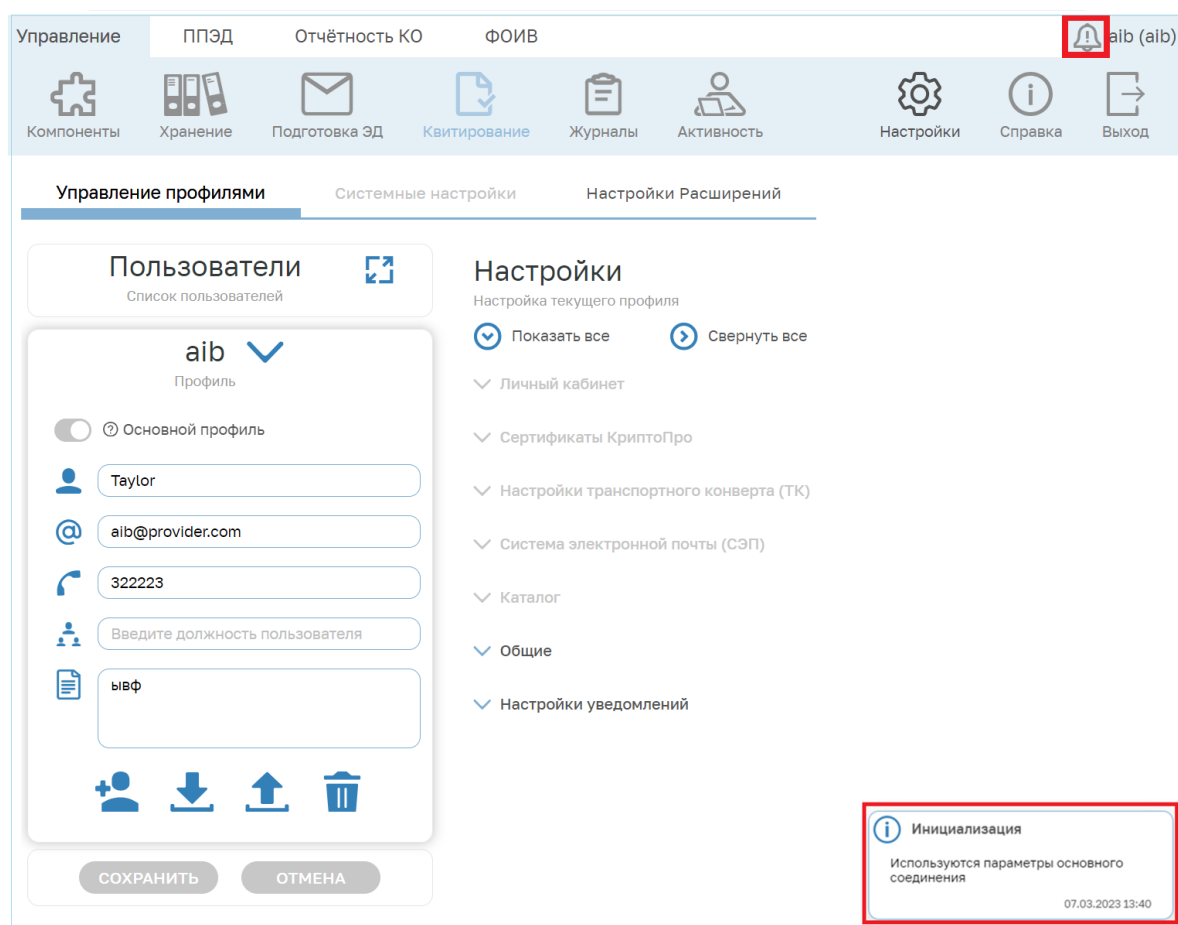 Управление ППЭД Отчётность КО ФОИВ aib (aib)
Компоненты Хранение Подготовка ЭД Квитирование Журналы Активность Настройки Справка Выход
Управление профилями Системные настройки Настройки Расширений
Пользователи
Список пользователей
aib
Профиль
Основной профиль
Taylor
aib@provider.com
322223
Введите должность пользователя
ывф
СОХРАНИТЬ ОТМЕНА
Настройки
Настройка текущего профиля
Показать все Свернуть все
Личный кабинет
Сертификаты КриптоПро
Настройки транспортного конверта (ТК)
Система электронной почты (СЭП)
Каталог
Общие
Настройки уведомлений
Инициализация
Используются параметры основного
соединения
07.03.2023 13:40